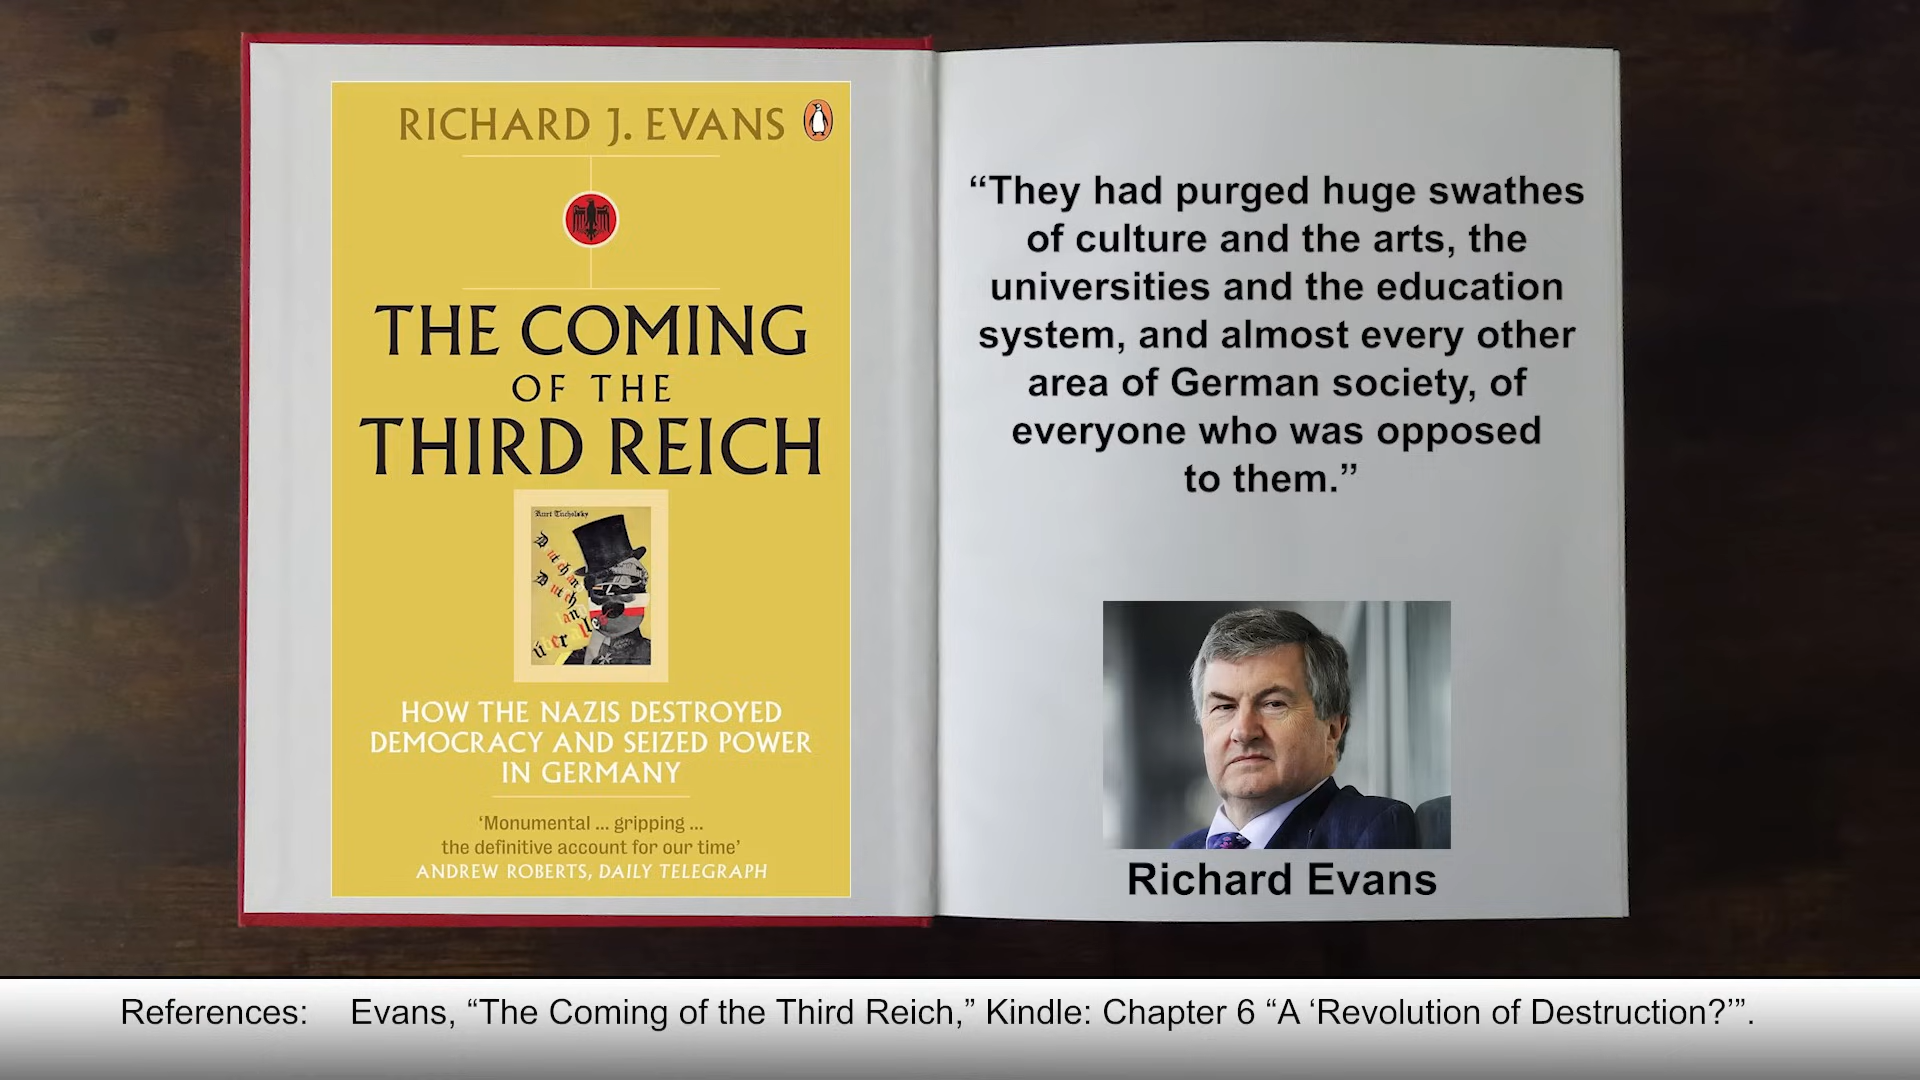 RICHARD J. EVANS
THE COMING
OF THE
THIRD REICH
Kurt Tucholsky
HOW THE NAZIS DESTROYED
DEMOCRACY AND SEIZED POWER
IN GERMANY
‘Monumental ... gripping ...
the definitive account for our time’
ANDREW ROBERTS, DAILY TELEGRAPH
“They had purged huge swathes
of culture and the arts, the
universities and the education
system, and almost every other
area of German society, of
everyone who was opposed
to them.”
Richard Evans
References: Evans, “The Coming of the Third Reich,” Kindle: Chapter 6 “A ‘Revolution of Destruction?’”.